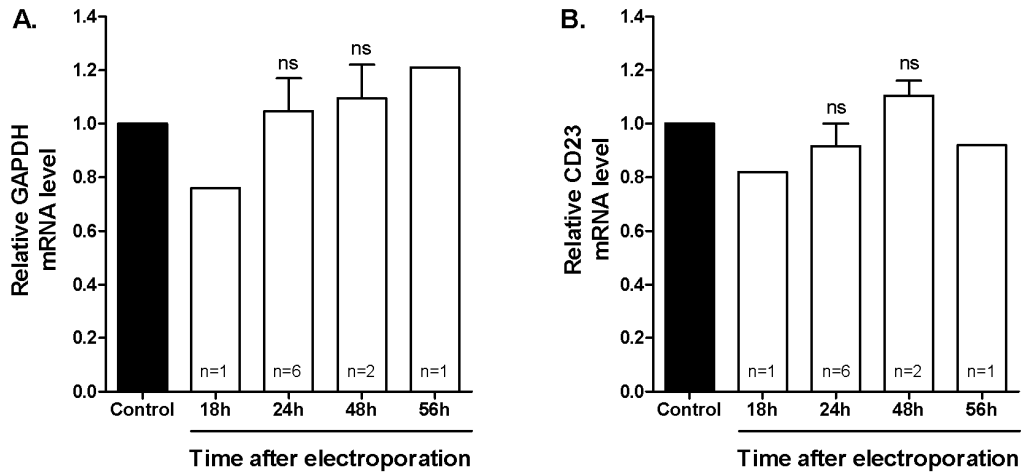 A.
Relative GAPDH
mRNA level
1.4
1.2
1.0
0.8
0.6
0.4
0.2
0.0
ns
ns
n=1
n=6
n=2
n=1
Control
18h
24h
48h
56h
Time after electroporation
B.
Relative CD23
mRNA level
1.4
1.2
1.0
0.8
0.6
0.4
0.2
0.0
ns
ns
n=1
n=6
n=2
n=1
Control
18h
24h
48h
56h
Time after electroporation